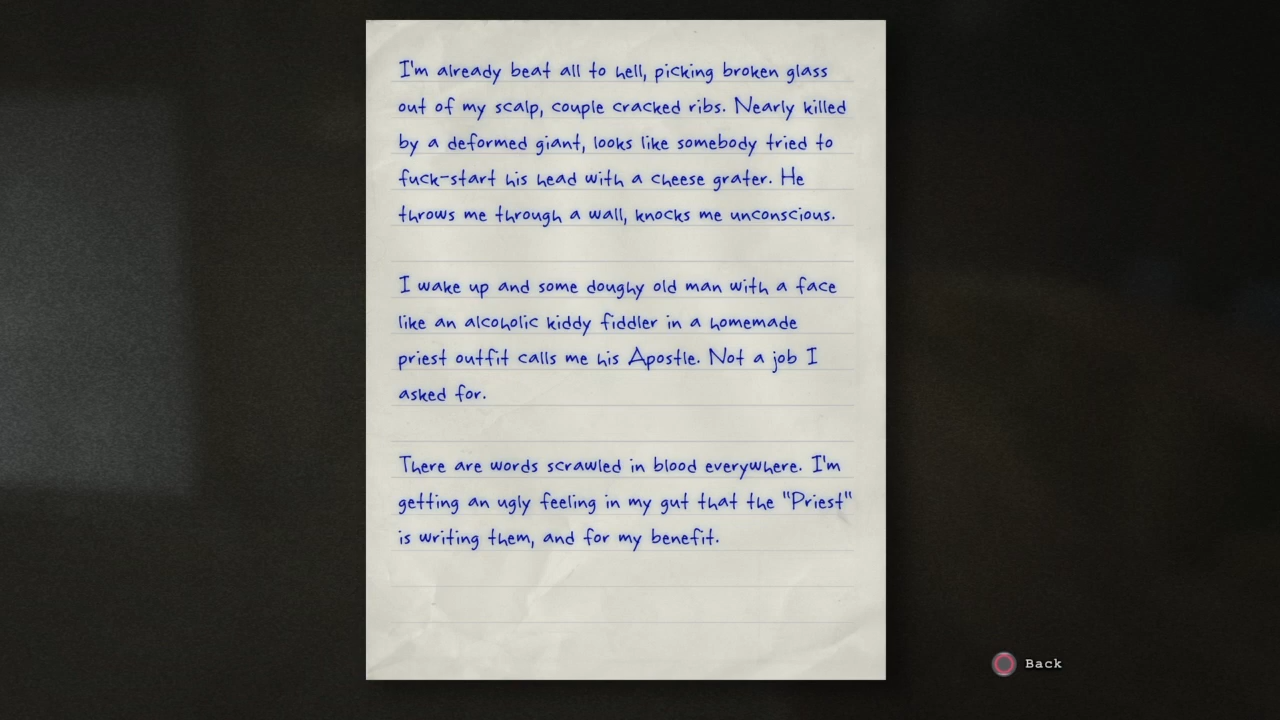 I'm already beat all to hell, picking broken glass
out of my scalp, couple cracked ribs. Nearly killed
by a deformed giant, looks like somebody tried to
fuck-start his head with a cheese grater. He
throws me through a wall, knocks me unconscious.
I wake up and some doughy old man with a face
like an alcoholic kiddy fiddler in a homemade
priest outfit calls me his Apostle. Not a job I
asked for.
There are words scrawled in blood everywhere. I'm
getting an ugly feeling in my gut that the "Priest"
is writing them, and for my benefit.
Back